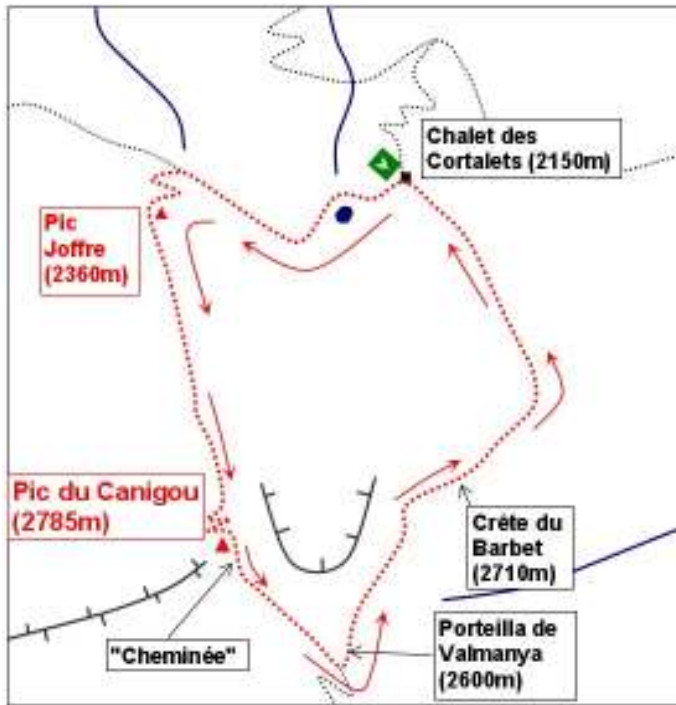 Chalet des
Cortalets (2150m)
Pic
Joffre
(2360m)
Pic du Canigou
(2785m)
Crête du
Barbet
(2710m)
"Cheminée"
Porteilla de
Valmanya
(2600m)